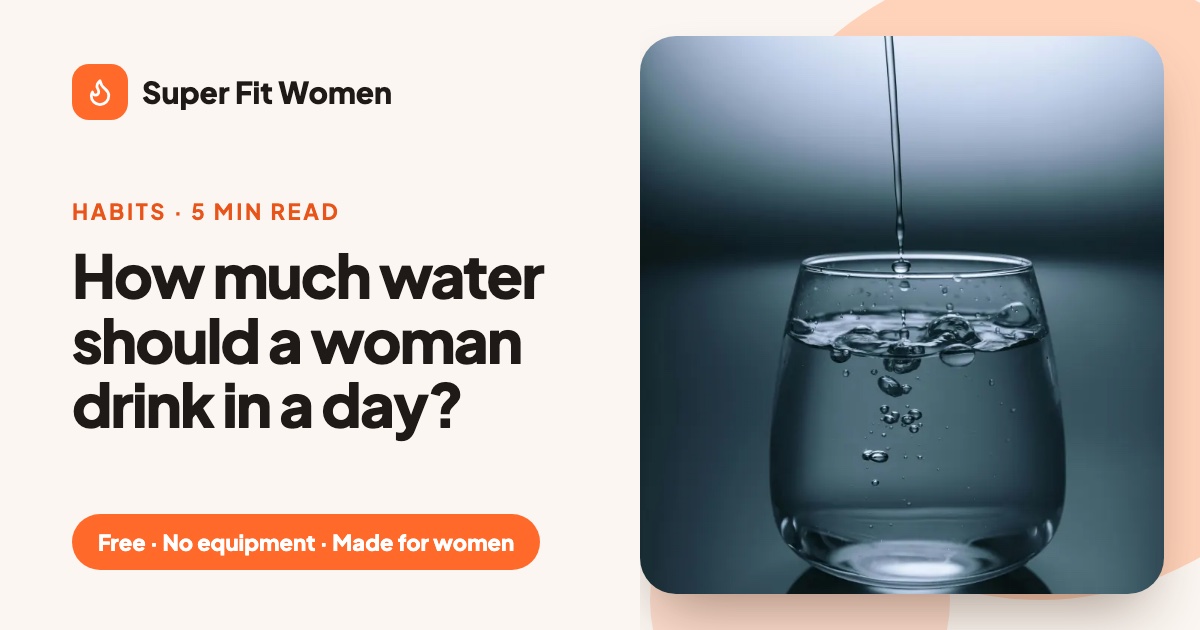 Super Fit Women
HABITS · 5 MIN READ
How much water
should a woman
drink in a day?
Free · No equipment · Made for women